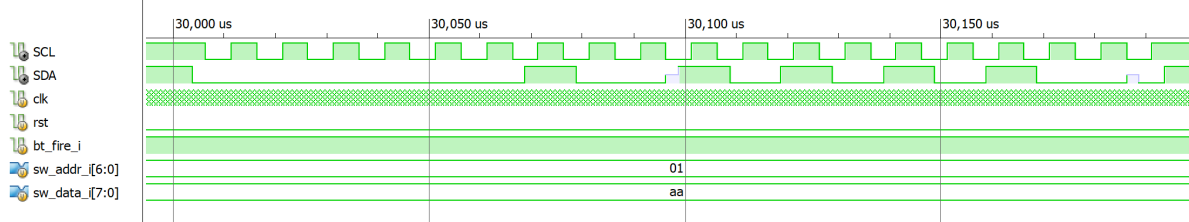 30,000 us 30,050 us 30,100 us 30,150 us
SCL
SDA
clk
rst
bt_fire_i
sw_addr_i[6:0] 01
sw_data_i[7:0] aa